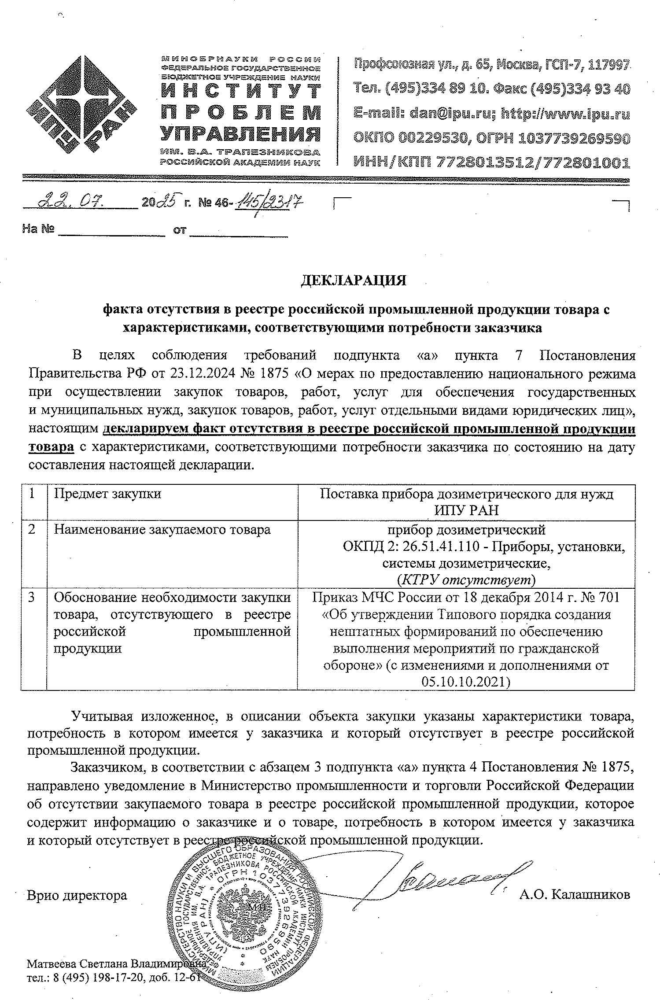 ИПУ РАН
МИНОБРНАУКИ РОССИИ
ФЕДЕРАЛЬНОЕ ГОСУДАРСТВЕННОЕ
БЮДЖЕТНОЕ УЧРЕЖДЕНИЕ НАУКИ
ИНСТИТУТ
ПРОБЛЕМ
УПРАВЛЕНИЯ
ИМ. В.А. ТРАПЕЗНИКОВА
РОССИЙСКОЙ АКАДЕМИИ НАУК
Профсоюзная ул., д. 65, Москва, ГСП-7, 117997
Тел. (495)334 89 10. Факс (495)334 93 40
E-mail: dan@ipu.ru; http://www.ipu.ru
ОКПО 00229530, ОГРН 1037739269590
ИНН/КПП 7728013512/772801001
22. 07. 2025 г. № 46-145/2317
На № от
ДЕКЛАРАЦИЯ
факта отсутствия в реестре российской промышленной продукции товара с
характеристиками, соответствующими потребности заказчика
В целях соблюдения требований подпункта «а» пункта 7 Постановления
Правительства РФ от 23.12.2024 № 1875 «О мерах по предоставлению национального режима
при осуществлении закупок товаров, работ, услуг для обеспечения государственных
и муниципальных нужд, закупок товаров, работ, услуг отдельными видами юридических лиц»,
настоящим декларируем факт отсутствия в реестре российской промышленной продукции
товара с характеристиками, соответствующими потребности заказчика по состоянию на дату
составления настоящей декларации.
1 Предмет закупки
Поставка прибора дозиметрического для нужд
ИПУ РАН
2 Наименование закупаемого товара
прибор дозиметрический
ОКПД 2: 26.51.41.110 - Приборы, установки,
системы дозиметрические,
(КТРУ отсутствует)
3 Обоснование необходимости закупки
товара, отсутствующего в реестре
российской промышленной
продукции
Приказ МЧС России от 18 декабря 2014 г. № 701
«Об утверждении Типового порядка создания
нештатных формирований по обеспечению
выполнения мероприятий по гражданской
обороне» (с изменениями и дополнениями от
05.10.10.2021)
Учитывая изложенное, в описании объекта закупки указаны характеристики товара,
потребность в котором имеется у заказчика и который отсутствует в реестре российской
промышленной продукции.
Заказчиком, в соответствии с абзацем 3 подпункта «а» пункта 4 Постановления № 1875,
направлено уведомление в Министерство промышленности и торговли Российской Федерации
об отсутствии закупаемого товара в реестре российской промышленной продукции, которое
содержит информацию о заказчике и о товаре, потребность в котором имеется у заказчика
и который отсутствует в реестре российской промышленной продукции.
Врио директора
А.О. Калашников
МИНИСТЕРСТВО НАУКИ И ВЫСШЕГО ОБРАЗОВАНИЯ РОССИЙСКОЙ ФЕДЕРАЦИИ
ФЕДЕРАЛЬНОЕ ГОСУДАРСТВЕННОЕ БЮДЖЕТНОЕ УЧРЕЖДЕНИЕ НАУКИ ИНСТИТУТ ПРОБЛЕМ
УПРАВЛЕНИЯ ИМ. В.А. ТРАПЕЗНИКОВА РОССИЙСКОЙ АКАДЕМИИ НАУК
(ИПУ РАН) * ОГРН 1037739269590
МП
Матвеева Светлана Владимировна
тел.: 8 (495) 198-17-20, доб. 12-61